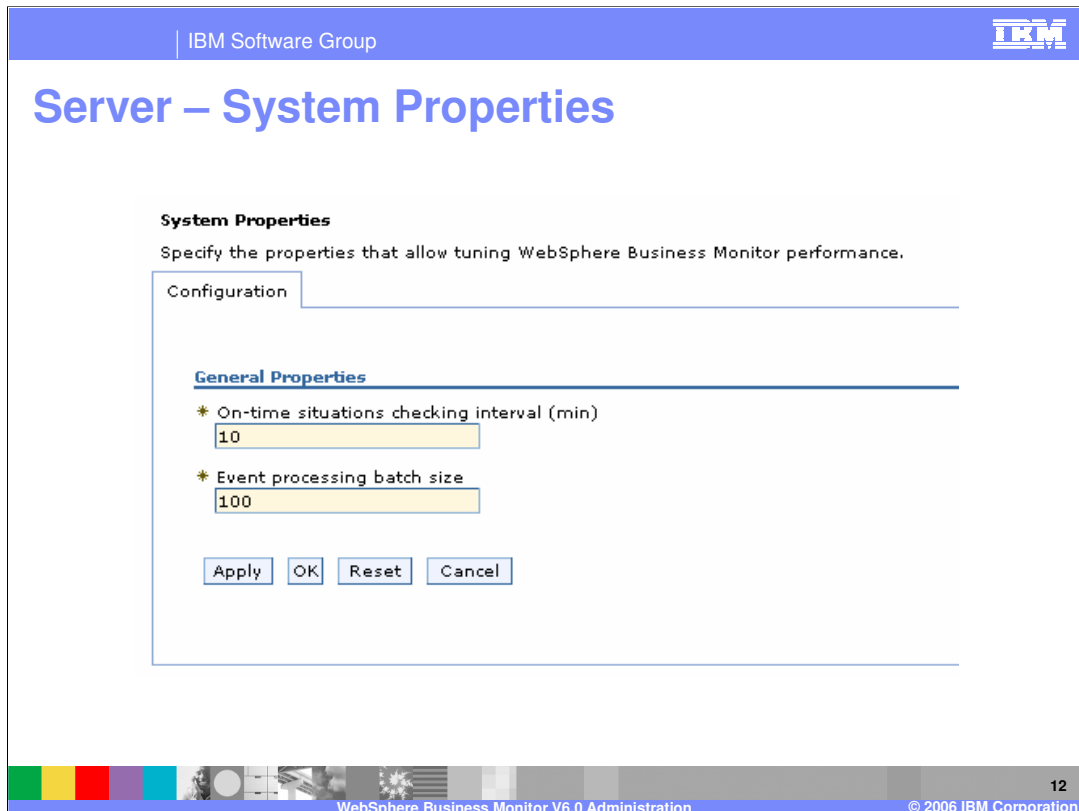 IBM Software Group
IBM
Server – System Properties
System Properties
Specify the properties that allow tuning WebSphere Business Monitor performance.
Configuration
General Properties
* On-time situations checking interval (min)
10
* Event processing batch size
100
Apply OK Reset Cancel
12
WebSphere Business Monitor V6.0 Administration © 2006 IBM Corporation